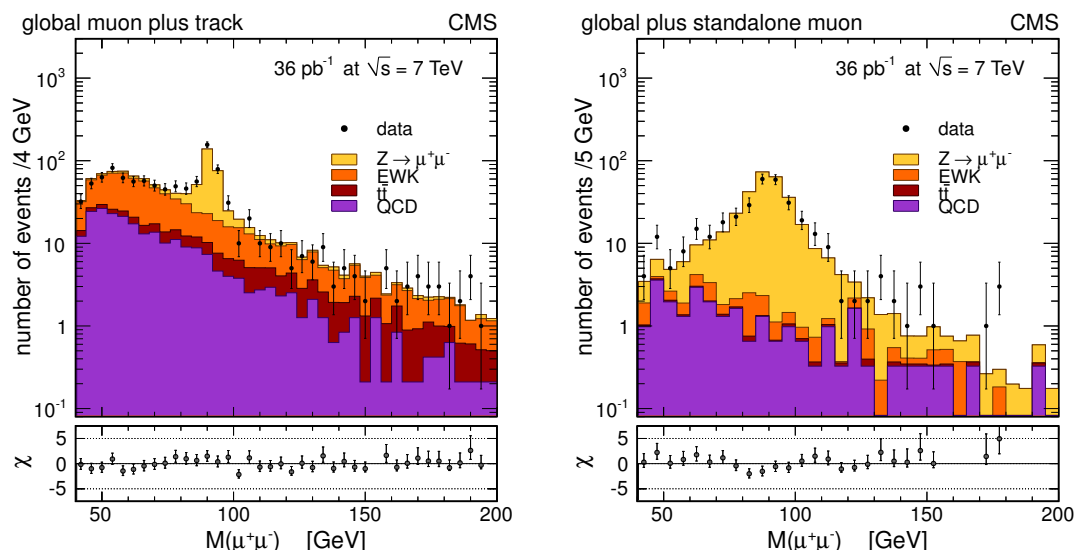 global muon plus track CMS
36 pb⁻¹ at √s = 7 TeV
data
Z → μ⁺μ⁻
EWK
tt̄
QCD
number of events /4 GeV
10³
10²
10
1
10⁻¹
χ
5
0
-5
50 100 150 200
M(μ⁺μ⁻) [GeV]
global plus standalone muon CMS
36 pb⁻¹ at √s = 7 TeV
data
Z → μ⁺μ⁻
EWK
tt̄
QCD
number of events /5 GeV
10³
10²
10
1
10⁻¹
χ
5
0
-5
50 100 150 200
M(μ⁺μ⁻) [GeV]